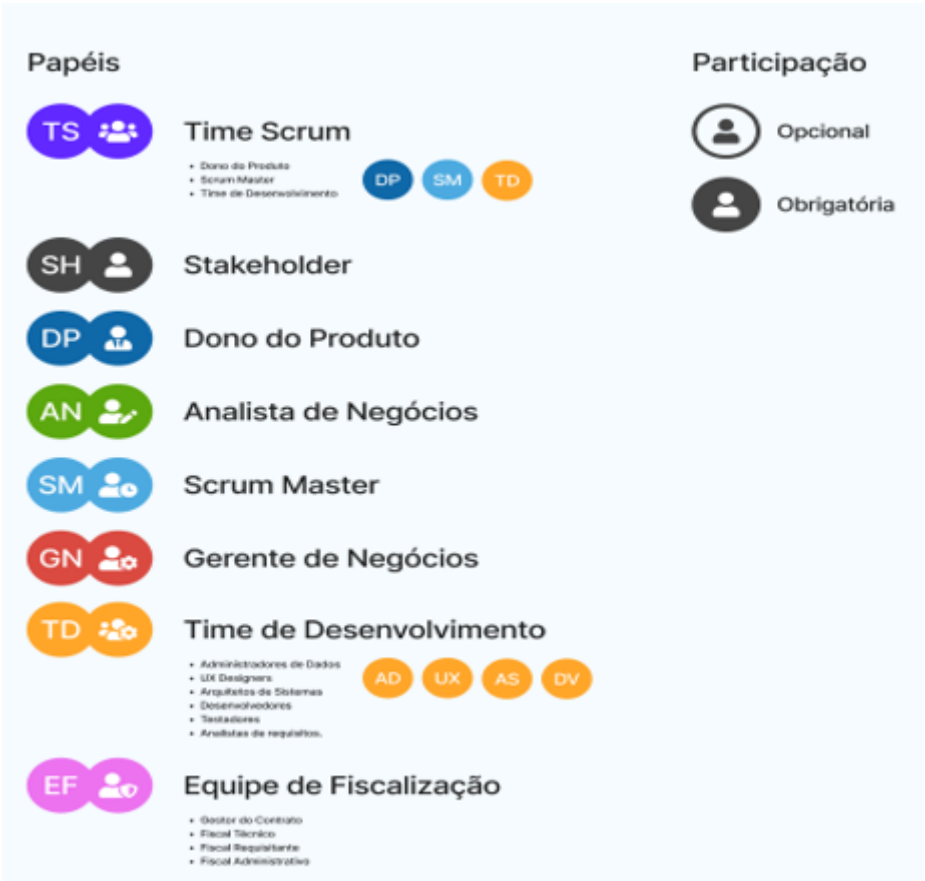 Papéis
Participação
TS
Time Scrum
• Dono do Produto
• Scrum Master
• Time de Desenvolvimento
DP SM TD
Opcional
Obrigatória
SH
Stakeholder
DP
Dono do Produto
AN
Analista de Negócios
SM
Scrum Master
GN
Gerente de Negócios
TD
Time de Desenvolvimento
• Administradores de Dados
• UX Designers
• Arquitetos de Sistemas
• Desenvolvedores
• Testadores
• Analistas de requisitos.
AD UX AS DV
EF
Equipe de Fiscalização
• Gestor do Contrato
• Fiscal Técnico
• Fiscal Requisitante
• Fiscal Administrativo